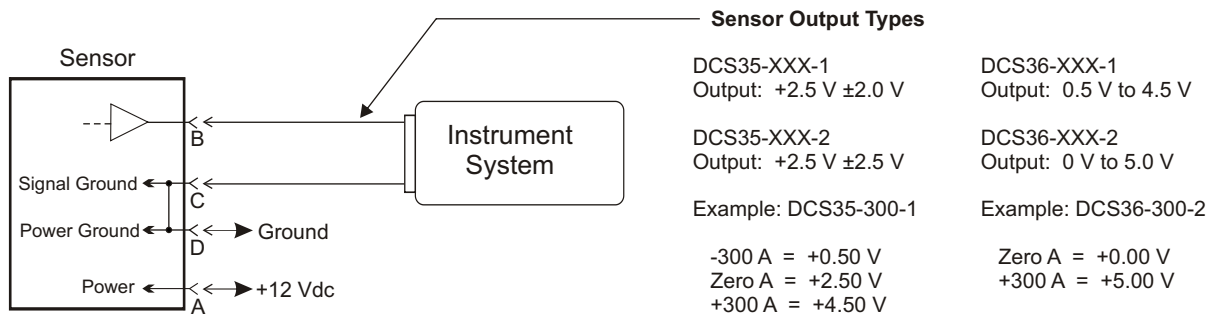 Sensor Output Types
Sensor
B
Signal Ground
C
Power Ground
D
Ground
Power
A
+12 Vdc
Instrument
System
DCS35-XXX-1
Output: +2.5 V ±2.0 V
DCS35-XXX-2
Output: +2.5 V ±2.5 V
Example: DCS35-300-1
-300 A = +0.50 V
Zero A = +2.50 V
+300 A = +4.50 V
DCS36-XXX-1
Output: 0.5 V to 4.5 V
DCS36-XXX-2
Output: 0 V to 5.0 V
Example: DCS36-300-2
Zero A = +0.00 V
+300 A = +5.00 V